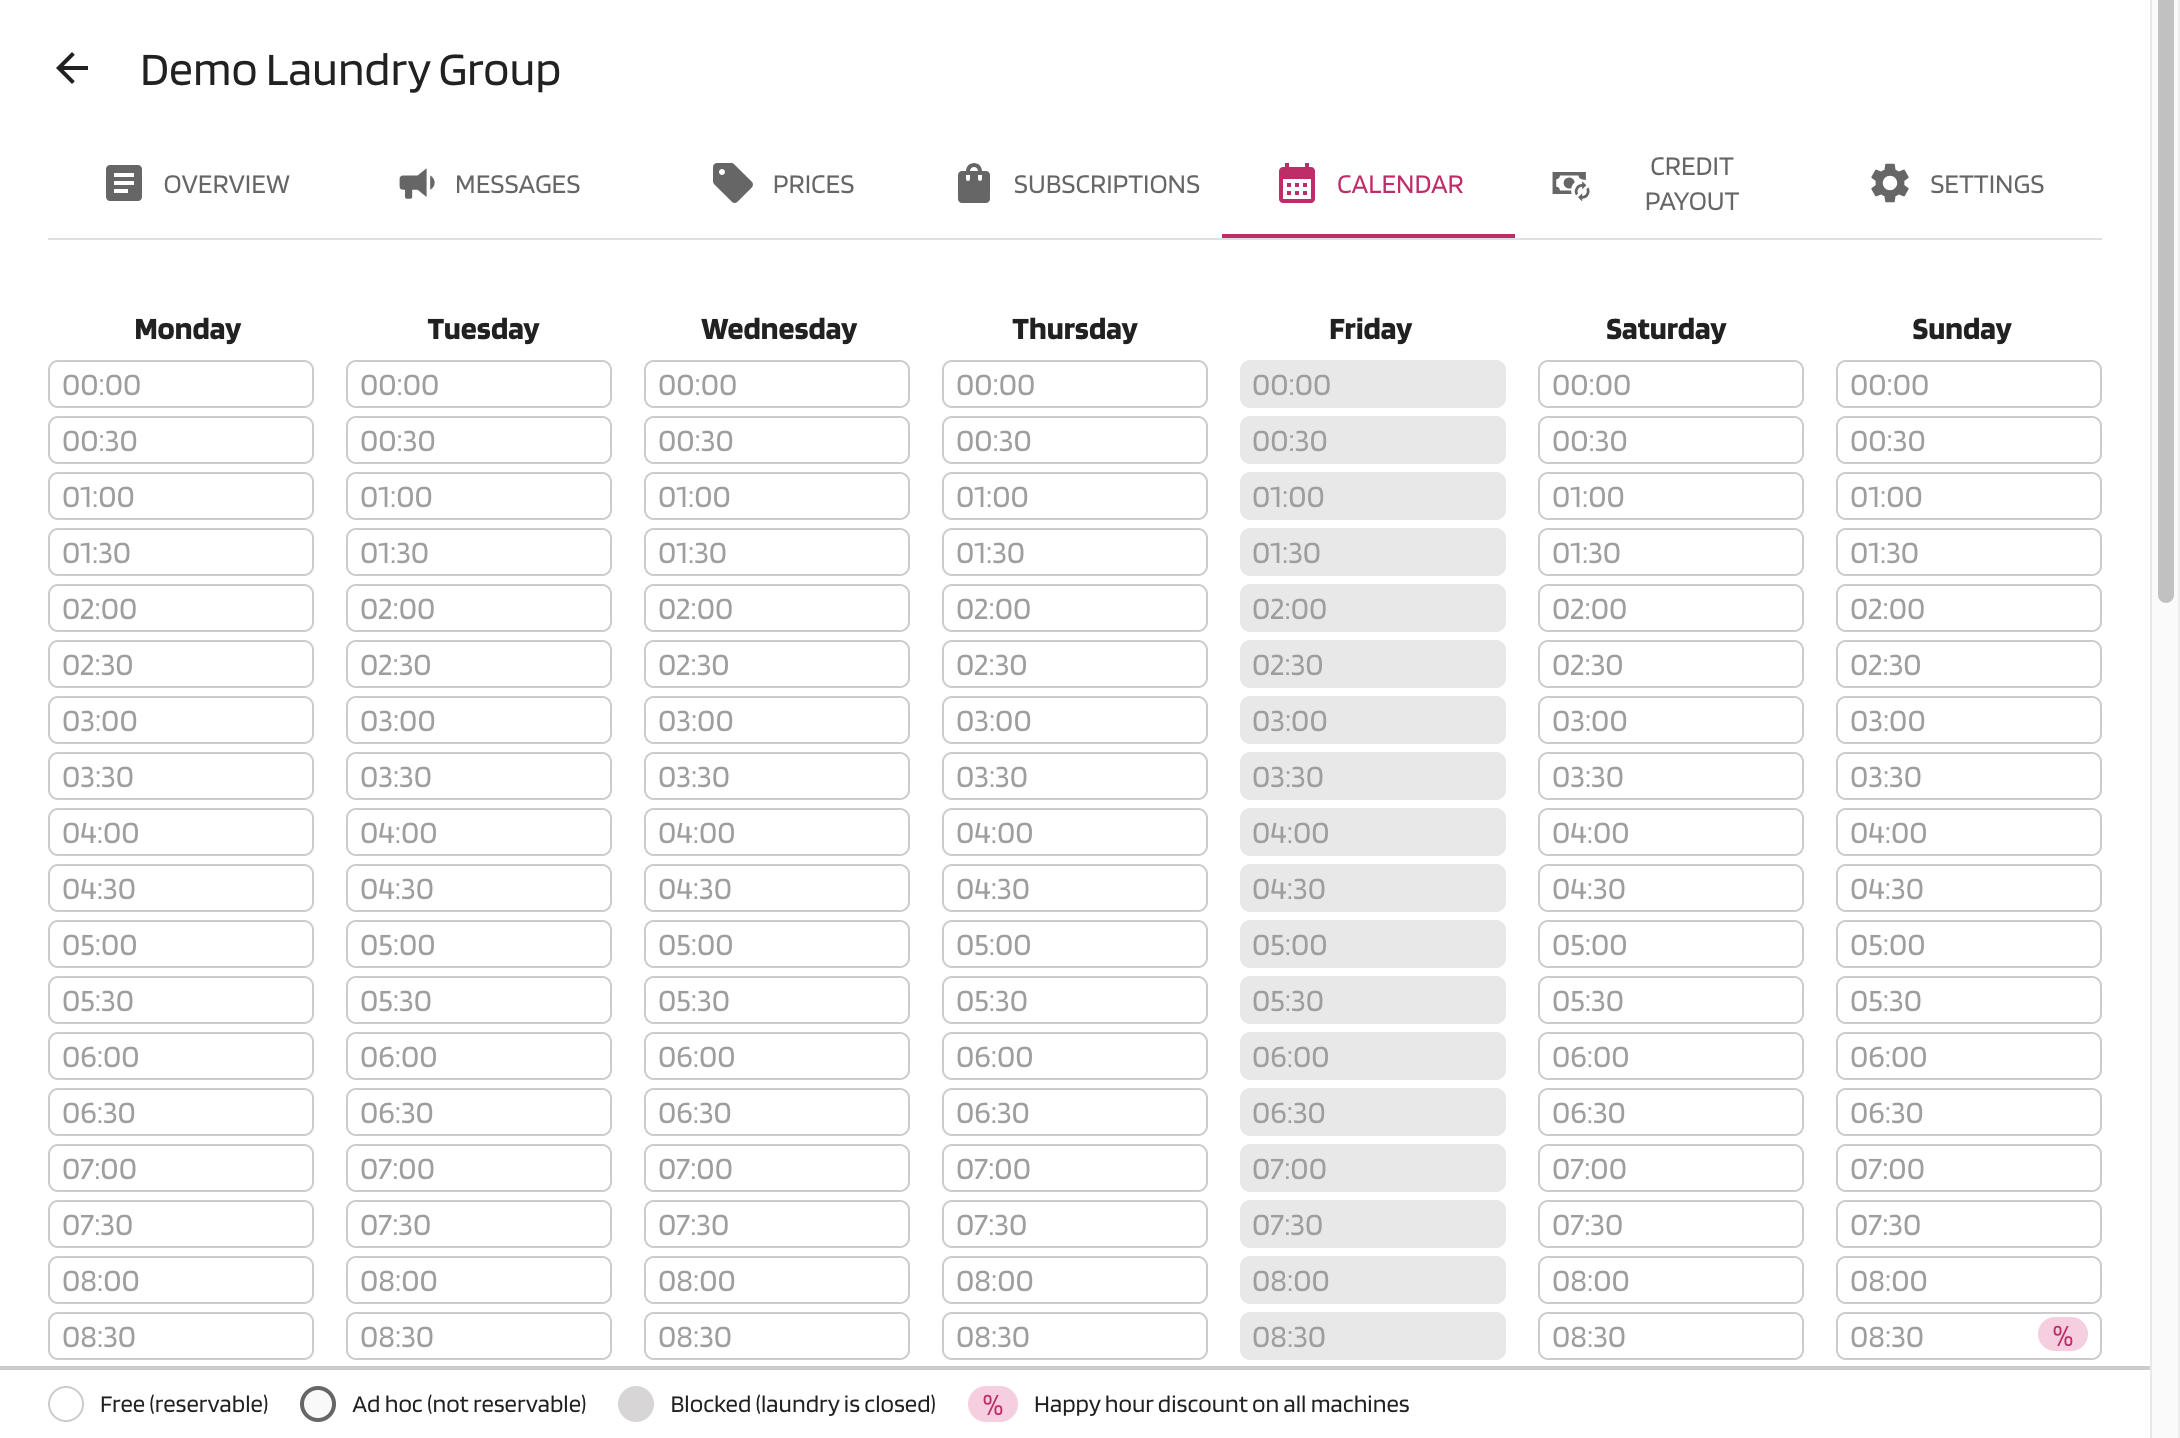 Demo Laundry Group
OVERVIEW MESSAGES PRICES SUBSCRIPTIONS CALENDAR CREDIT PAYOUT SETTINGS
Monday Tuesday Wednesday Thursday Friday Saturday Sunday
00:00 00:00 00:00 00:00 00:00 00:00 00:00
00:30 00:30 00:30 00:30 00:30 00:30 00:30
01:00 01:00 01:00 01:00 01:00 01:00 01:00
01:30 01:30 01:30 01:30 01:30 01:30 01:30
02:00 02:00 02:00 02:00 02:00 02:00 02:00
02:30 02:30 02:30 02:30 02:30 02:30 02:30
03:00 03:00 03:00 03:00 03:00 03:00 03:00
03:30 03:30 03:30 03:30 03:30 03:30 03:30
04:00 04:00 04:00 04:00 04:00 04:00 04:00
04:30 04:30 04:30 04:30 04:30 04:30 04:30
05:00 05:00 05:00 05:00 05:00 05:00 05:00
05:30 05:30 05:30 05:30 05:30 05:30 05:30
06:00 06:00 06:00 06:00 06:00 06:00 06:00
06:30 06:30 06:30 06:30 06:30 06:30 06:30
07:00 07:00 07:00 07:00 07:00 07:00 07:00
07:30 07:30 07:30 07:30 07:30 07:30 07:30
08:00 08:00 08:00 08:00 08:00 08:00 08:00
08:30 08:30 08:30 08:30 08:30 08:30 08:30 %
Free (reservable) Ad hoc (not reservable) Blocked (laundry is closed) % Happy hour discount on all machines